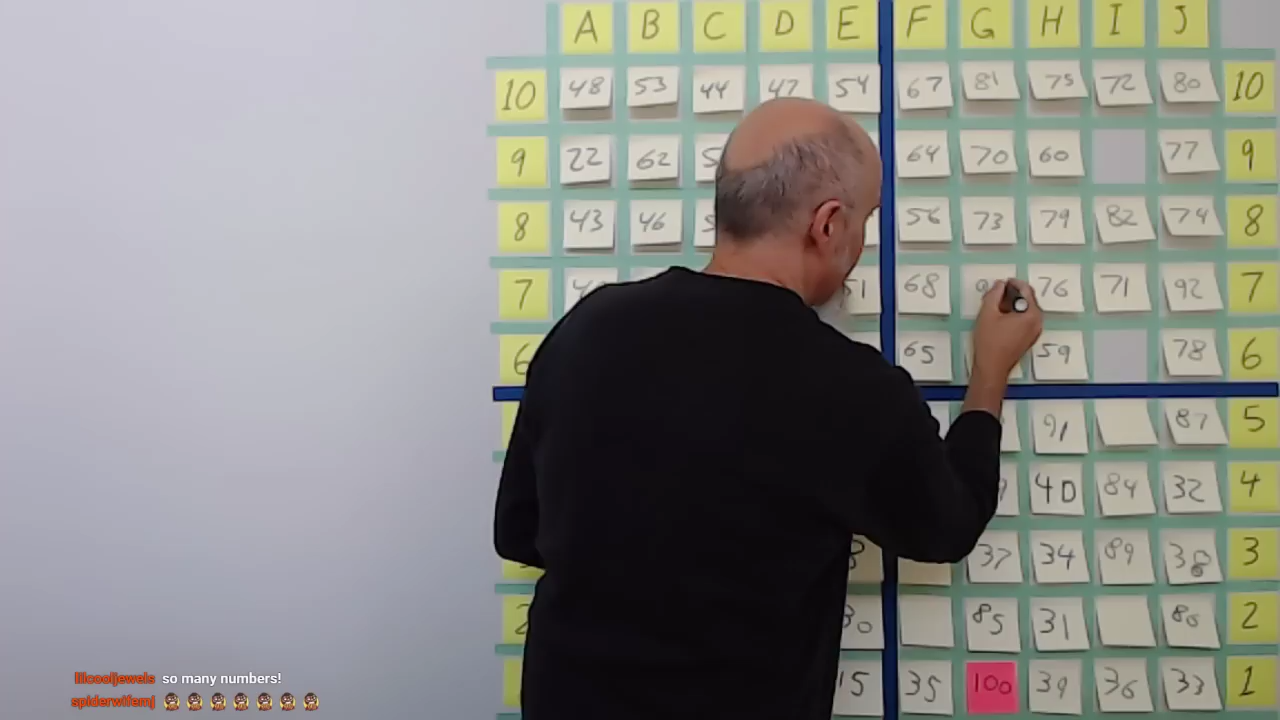 A B C D E F G H I J
10 48 53 44 47 54 67 81 75 72 80 10
9 22 62 64 70 60 77 9
8 43 46 56 73 79 82 74 8
7 51 68 76 71 92 7
6 65 59 78 6
91 87 5
40 84 32 4
37 34 89 38 3
2 30 85 31 86 2
15 35 100 39 36 33 1
lilcooljewels so many numbers!
spiderwifemj